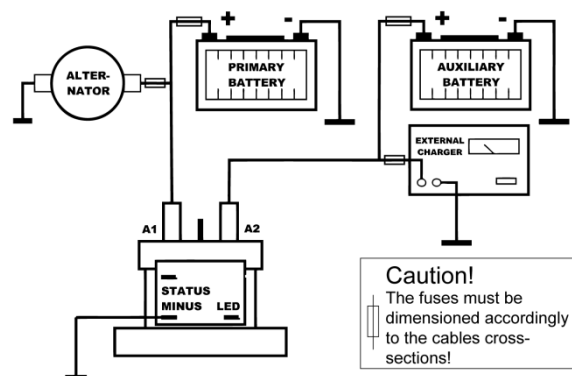 + -
+ -
ALTER-
NATOR
PRIMARY
BATTERY
AUXILIARY
BATTERY
EXTERNAL
CHARGER
A1 A2
STATUS
MINUS LED
Caution!
The fuses must be
dimensioned accordingly
to the cables cross-
sections!